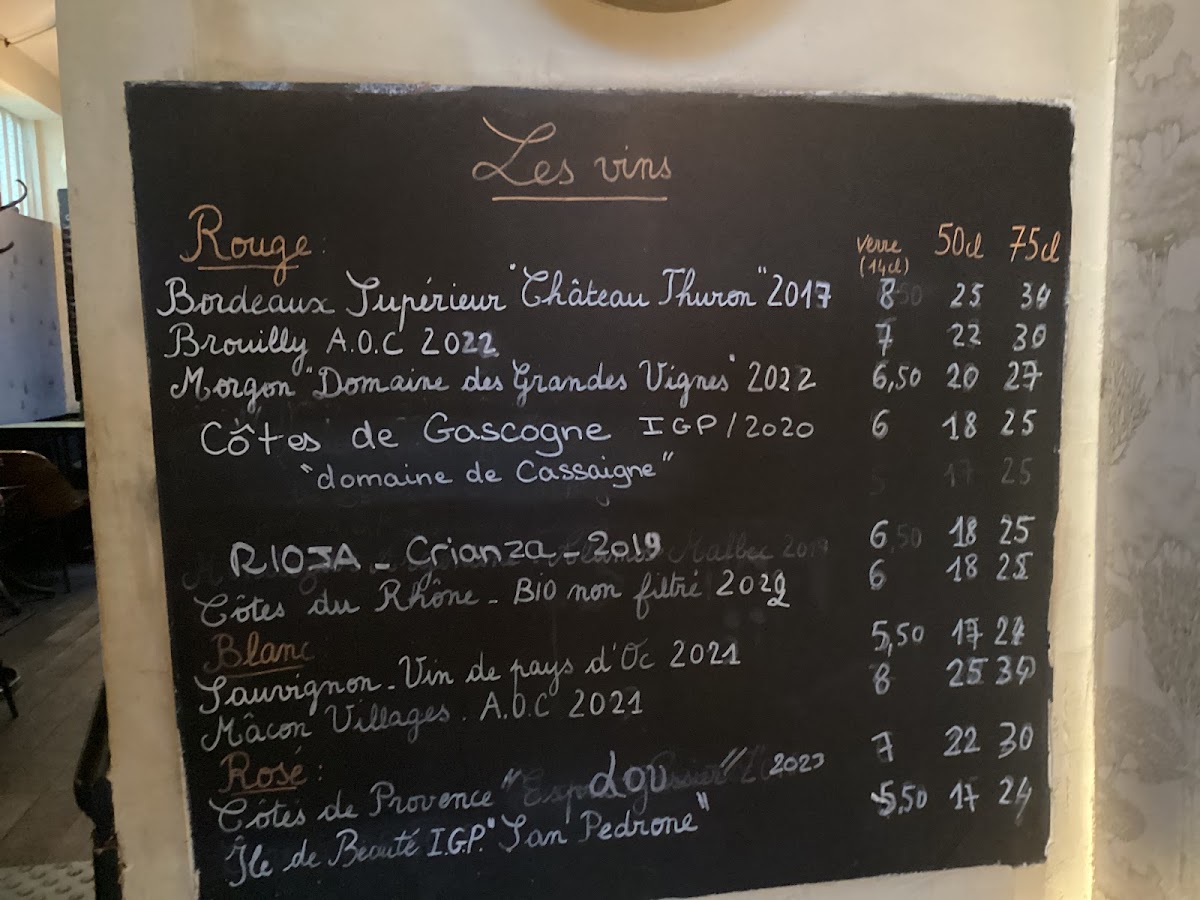 Les vins
Rouge : Verre (14cl) 50cl 75cl
Bordeaux Supérieur "Château Thuron" 2017 8 25 34
Brouilly A.O.C 2022 7 22 30
Morgon "Domaine des Grandes Vignes" 2022 6,50 20 27
Côtes de Gascogne IGP/2020 6 18 25
"domaine de Cassaigne"
5 17 25
RIOJA - Crianza - 2019 6 18 25
Côtes du Rhône - BIO non filtré 6 18 25
Blanc
Sauvignon - Vin de pays d'Oc 2021 5,50 17 24
Mâcon Villages. A.O.C 2021 8 25 34
Rosé :
Côtes de Provence "Lou" 2023 7 22 30
Île de Beauté I.G.P. "San Pedrone" 5,50 17 24